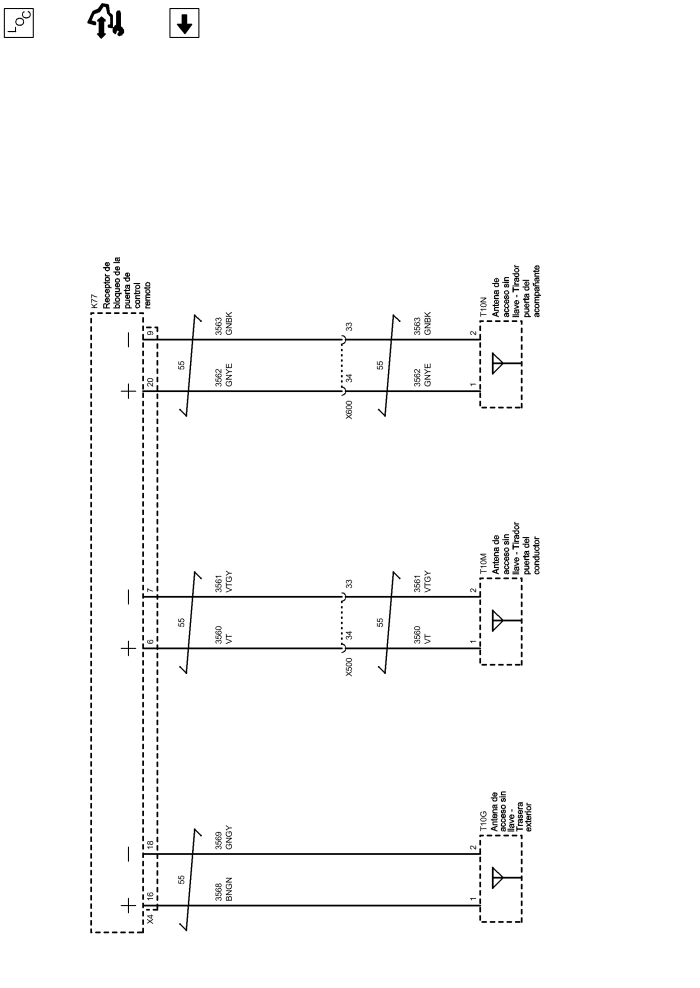 LOC
K77
Receptor de
bloqueo de la
puerta de
control
remoto
X4
16
18
6
7
20
9
55
3568
BNGN
3569
GNGY
55
3560
VT
3561
VTGY
55
3562
GNYE
3563
GNBK
X500
34
33
X600
34
33
55
3560
VT
3561
VTGY
55
3562
GNYE
3563
GNBK
1
2
1
2
1
2
T10G
Antena de
acceso sin
llave -
Trasera
exterior
T10M
Antena de
acceso sin
llave - Tirador
puerta del
conductor
T10N
Antena de
acceso sin
llave - Tirador
puerta del
acompañante